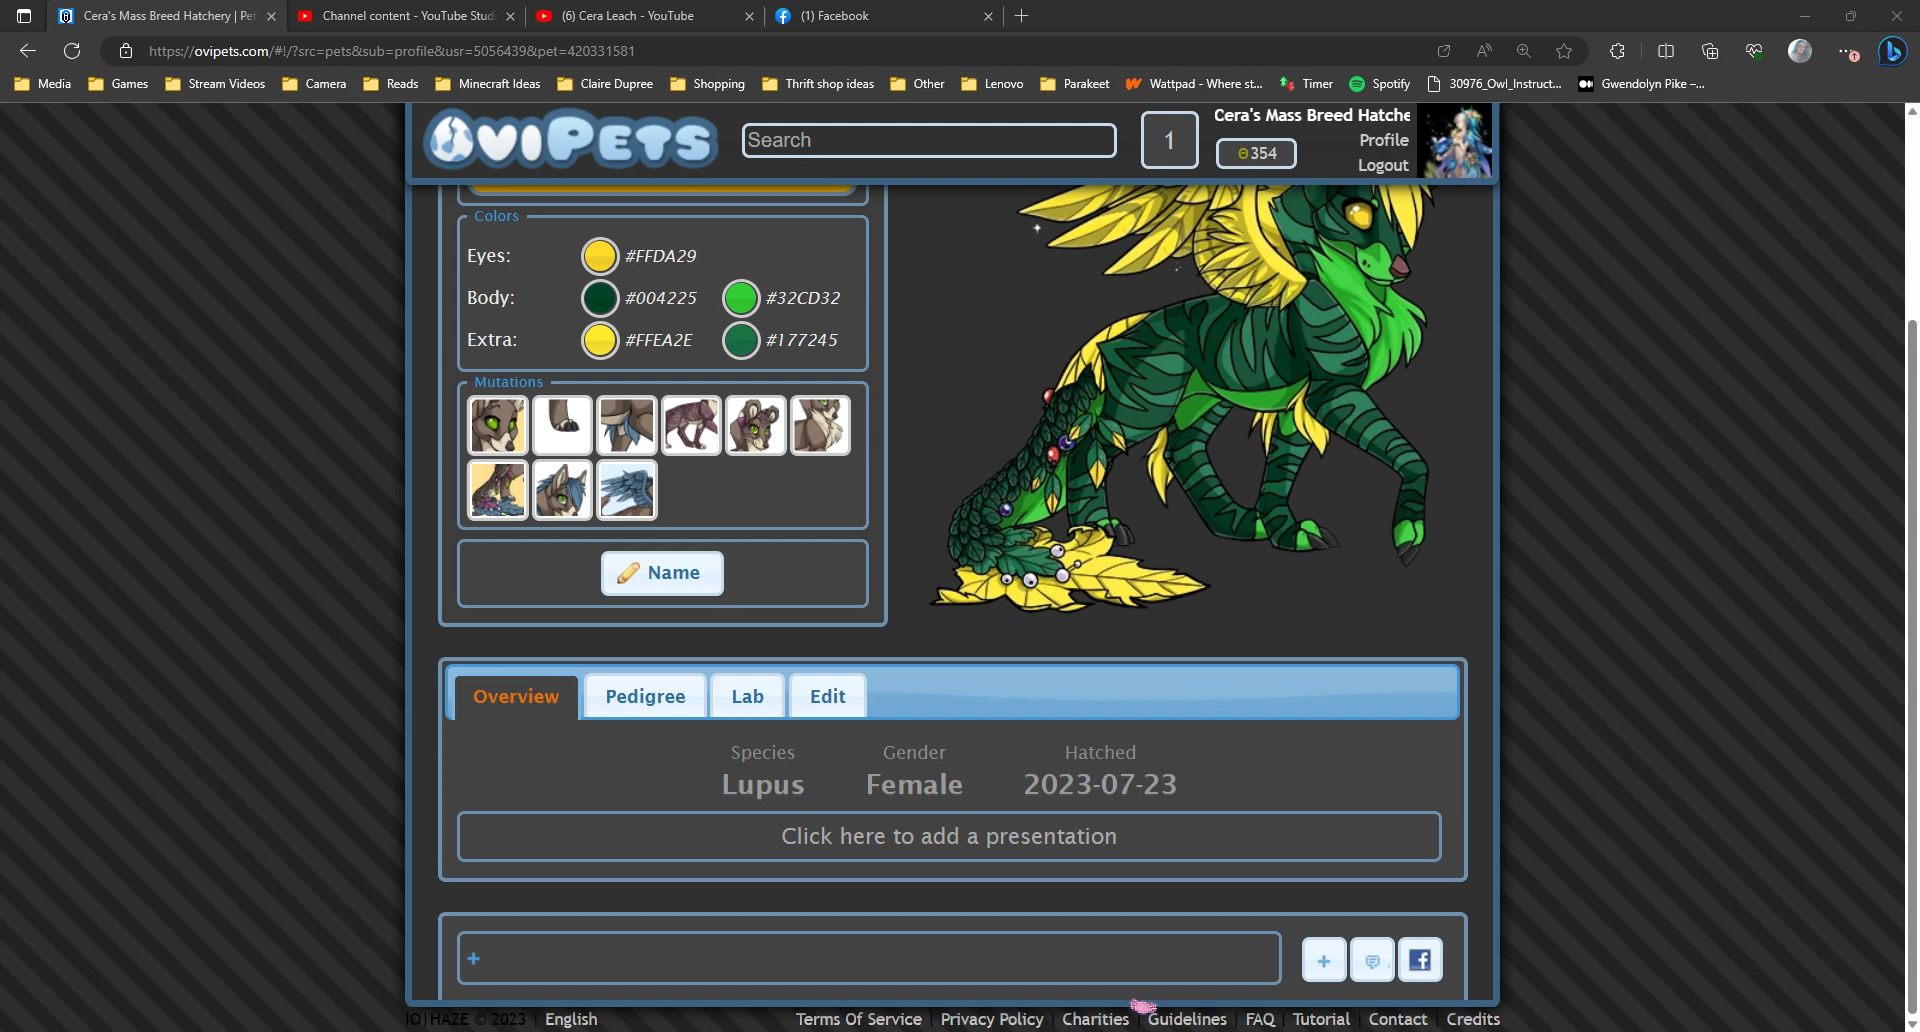 Cera's Mass Breed Hatchery | Pet
Channel content - YouTube Studi
(6) Cera Leach - YouTube
(1) Facebook
https://ovipets.com/#!/?src=pets&sub=profile&usr=5056439&pet=420331581
Media Games Stream Videos Camera Reads Minecraft Ideas Claire Dupree Shopping Thrift shop ideas Other Lenovo Parakeet Wattpad - Where st... Timer Spotify 30976_Owl_Instruct... Gwendolyn Pike –...
OVIPETS
Search
1
Cera's Mass Breed Hatche
354
Profile
Logout
Colors
Eyes: #FFDA29
Body: #004225 #32CD32
Extra: #FFEA2E #177245
Mutations
Name
Overview Pedigree Lab Edit
Species Gender Hatched
Lupus Female 2023-07-23
Click here to add a presentation
+
+
IO|HAZE © 2023 | English
Terms Of Service | Privacy Policy | Charities | Guidelines | FAQ | Tutorial | Contact | Credits